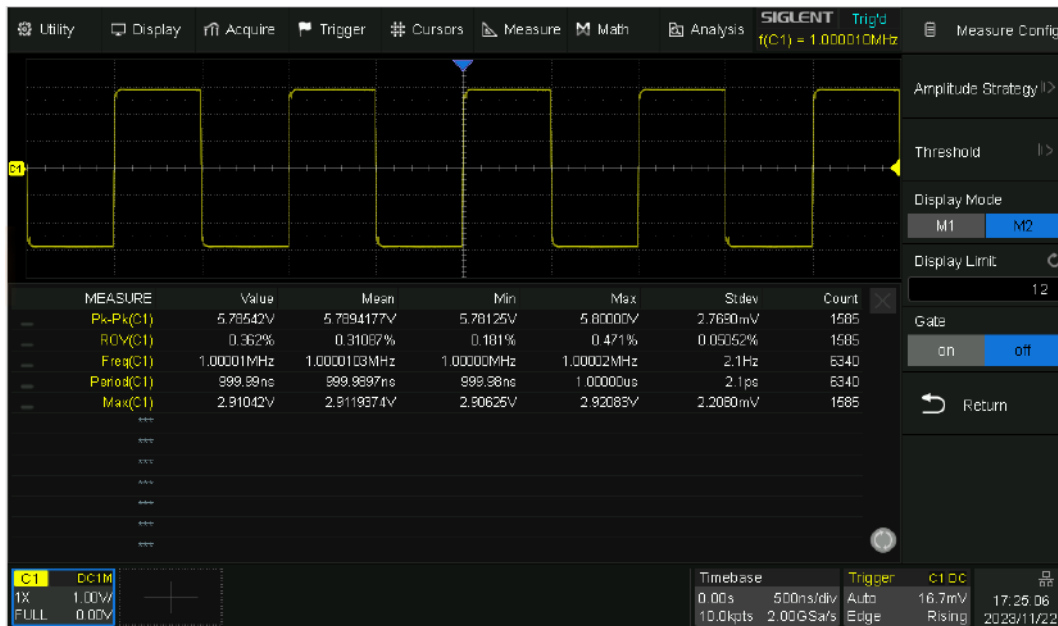 Utility Display Acquire Trigger Cursors Measure Math Analysis SIGLENT Trig'd Measure Config
f(C1) = 1.000010MHz
Amplitude Strategy
Threshold
C1
Display Mode
M1 M2
Display Limit
12
MEASURE Value Mean Min Max Stdev Count
Pk-Pk(C1) 5.78542V 5.7894177V 5.78125V 5.80000V 2.7690mV 1585
ROV(C1) 0.362% 0.31087% 0.181% 0.471% 0.05052% 1585
Freq(C1) 1.00001MHz 1.0000103MHz 1.00000MHz 1.00002MHz 2.1Hz 6340
Period(C1) 999.99ns 999.9897ns 999.98ns 1.00000us 2.1ps 6340
Max(C1) 2.91042V 2.9119374V 2.90625V 2.92083V 2.2080mV 1585
***
***
***
***
***
***
***
Gate
on off
Return
C1 DC1M
1X 1.00V/
FULL 0.00V
Timebase
0.00s 500ns/div
10.0kpts 2.00GSa/s
Trigger C1 DC
Auto 16.7mV
Edge Rising
17:25:06
2023/11/22